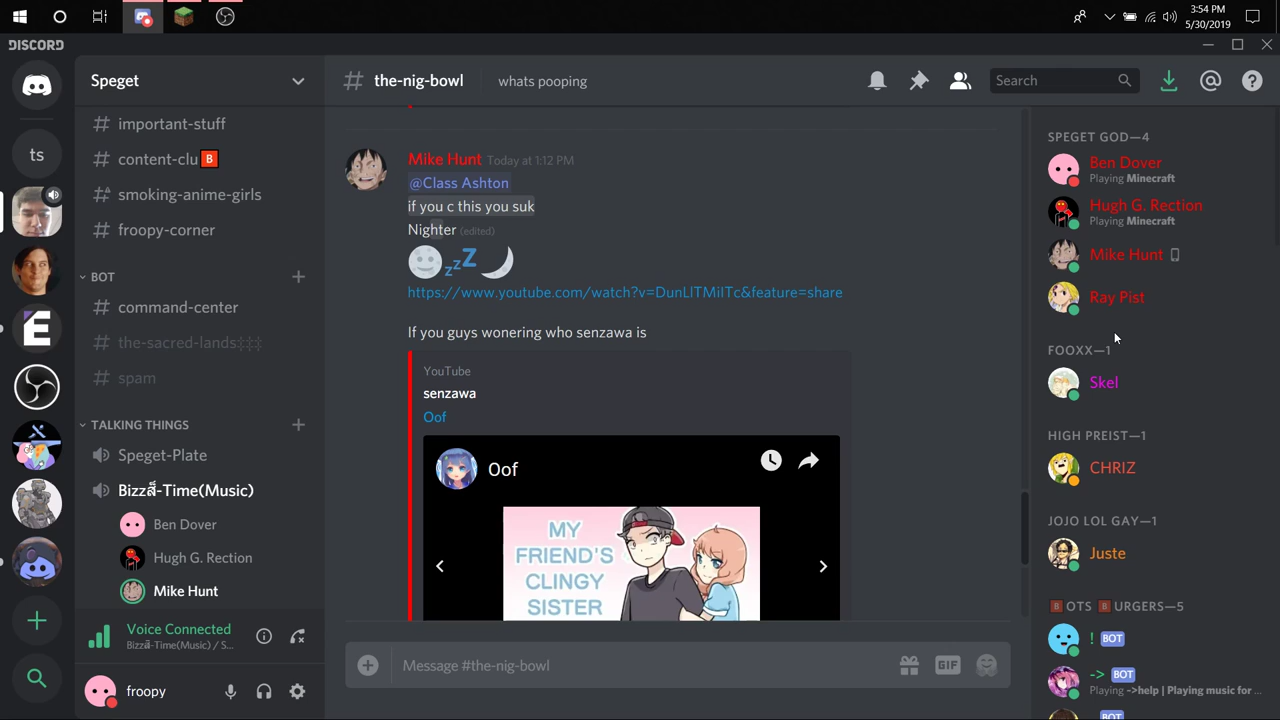 3:54 PM
5/30/2019
DISCORD
Speget
# the-nig-bowl
whats pooping
Search
ts
# important-stuff
# content-clu🅱
# smoking-anime-girls
# froopy-corner
BOT
# command-center
# the-sacred-lands
# spam
TALKING THINGS
Speget-Plate
(Music)
Ben Dover
Hugh G. Rection
Mike Hunt
Voice Connected
froopy
Mike Hunt Today at 1:12 PM
@Class Ashton
if you c this you suk
Nighter (edited)
zzZ
https://www.youtube.com/watch?v=DunLITMiITc&feature=share
If you guys wonering who senzawa is
YouTube
senzawa
Oof
Oof
MY
FRIEND'S
CLINGY
SISTER
Message #the-nig-bowl
GIF
SPEGET GOD—4
Ben Dover
Playing Minecraft
Hugh G. Rection
Playing Minecraft
Mike Hunt
Ray Pist
FOOXX—1
Skel
HIGH PREIST—1
CHRIZ
JOJO LOL GAY—1
Juste
🅱OTS 🅱URGERS—5
! BOT
-> BOT
Playing ->help | Playing music for ...
BOT